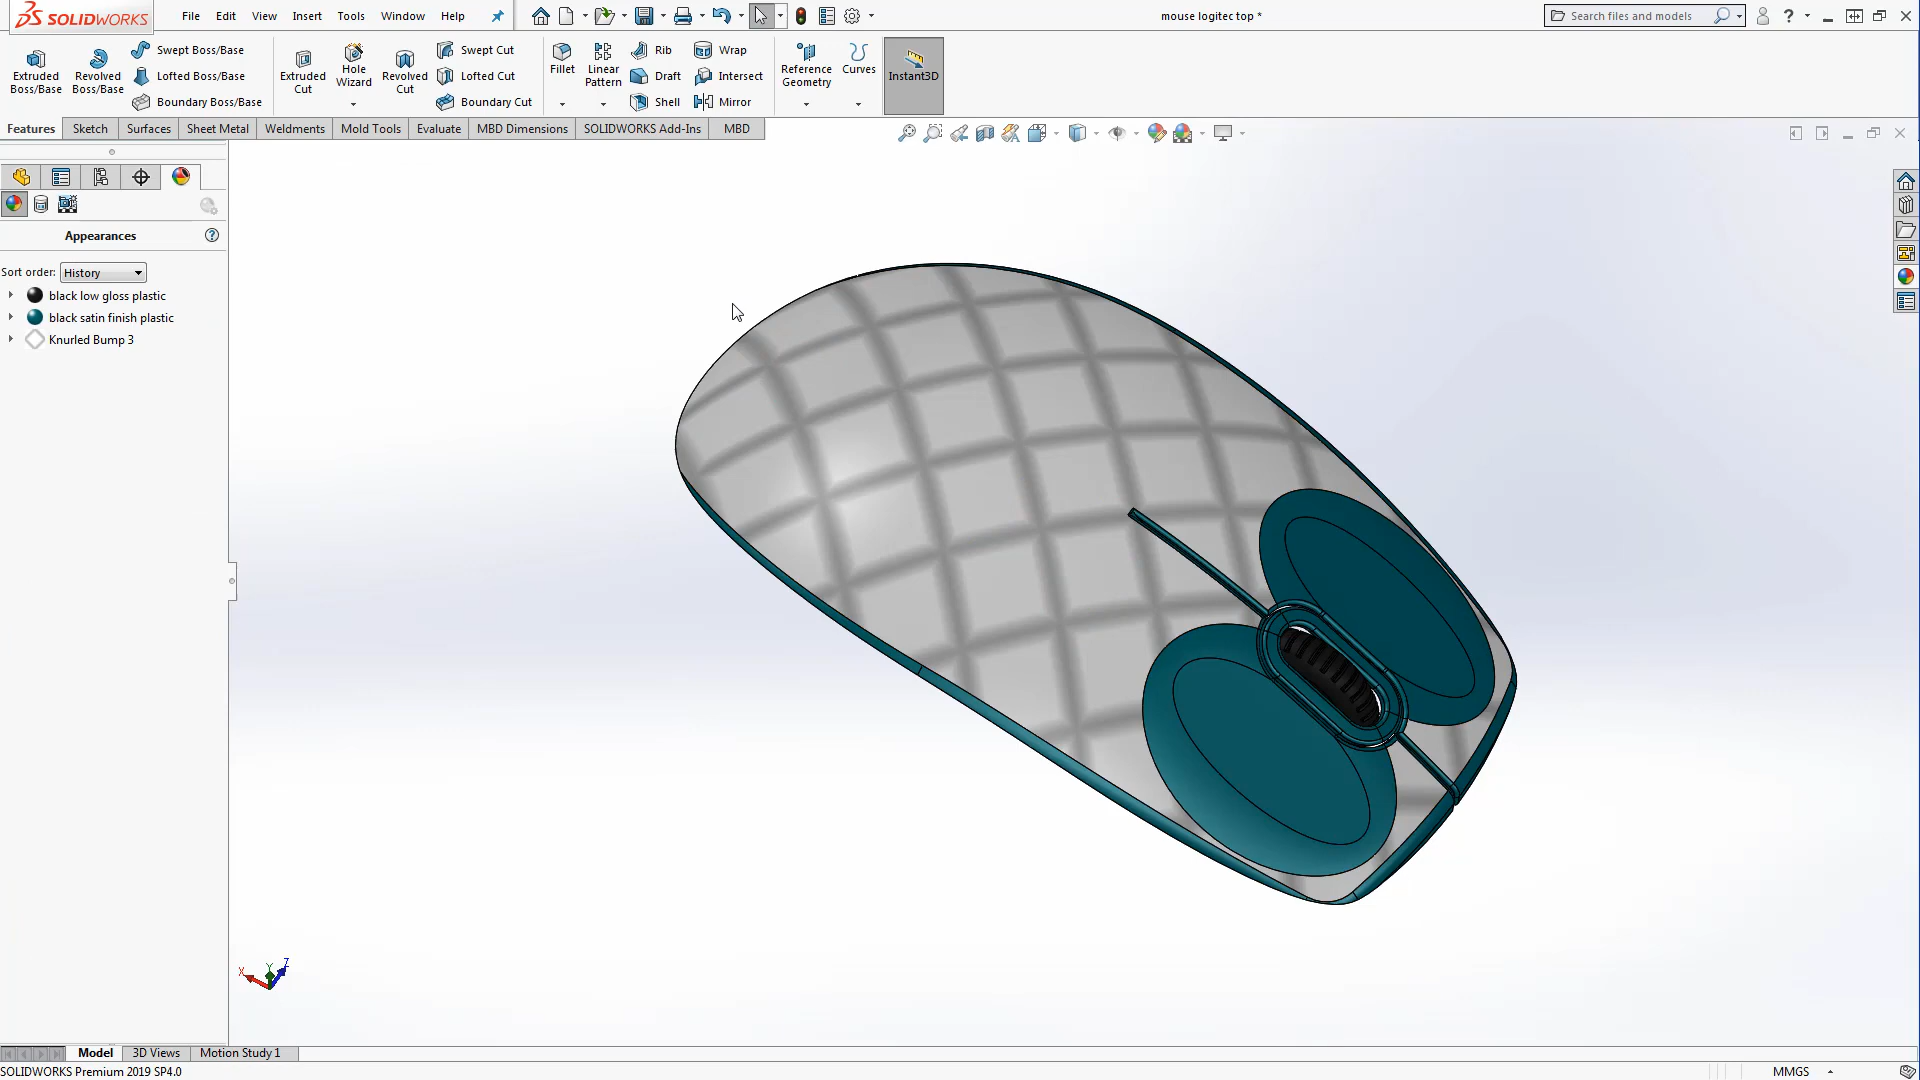 SOLIDWORKS
File Edit View Insert Tools Window Help
mouse logitec top *
Search files and models
Extruded Boss/Base
Revolved Boss/Base
Swept Boss/Base
Lofted Boss/Base
Boundary Boss/Base
Extruded Cut
Hole Wizard
Revolved Cut
Swept Cut
Lofted Cut
Boundary Cut
Fillet
Linear Pattern
Rib
Draft
Shell
Wrap
Intersect
Mirror
Reference Geometry
Curves
Instant3D
Features Sketch Surfaces Sheet Metal Weldments Mold Tools Evaluate MBD Dimensions SOLIDWORKS Add-Ins MBD
Appearances
Sort order: History
black low gloss plastic
black satin finish plastic
Knurled Bump 3
X Y Z
Model 3D Views Motion Study 1
SOLIDWORKS Premium 2019 SP4.0
MMGS